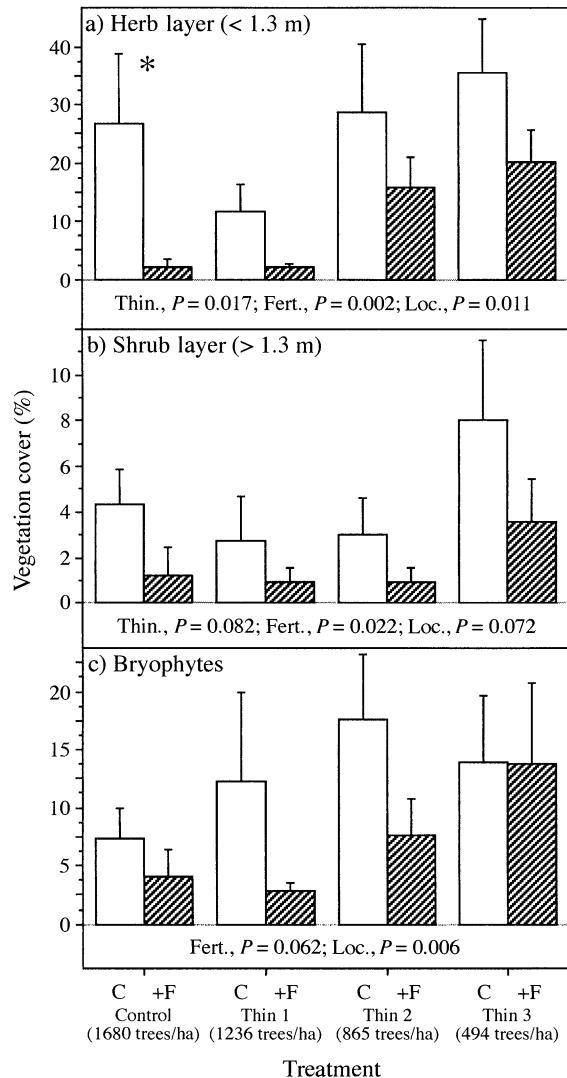 a) Herb layer (< 1.3 m)
*
40
30
20
10
0
Thin., P = 0.017; Fert., P = 0.002; Loc., P = 0.011
b) Shrub layer (> 1.3 m)
10
8
6
4
2
0
Thin., P = 0.082; Fert., P = 0.022; Loc., P = 0.072
c) Bryophytes
20
15
10
5
0
Fert., P = 0.062; Loc., P = 0.006
Vegetation cover (%)
C +F C +F C +F C +F
Control Thin 1 Thin 2 Thin 3
(1680 trees/ha) (1236 trees/ha) (865 trees/ha) (494 trees/ha)
Treatment